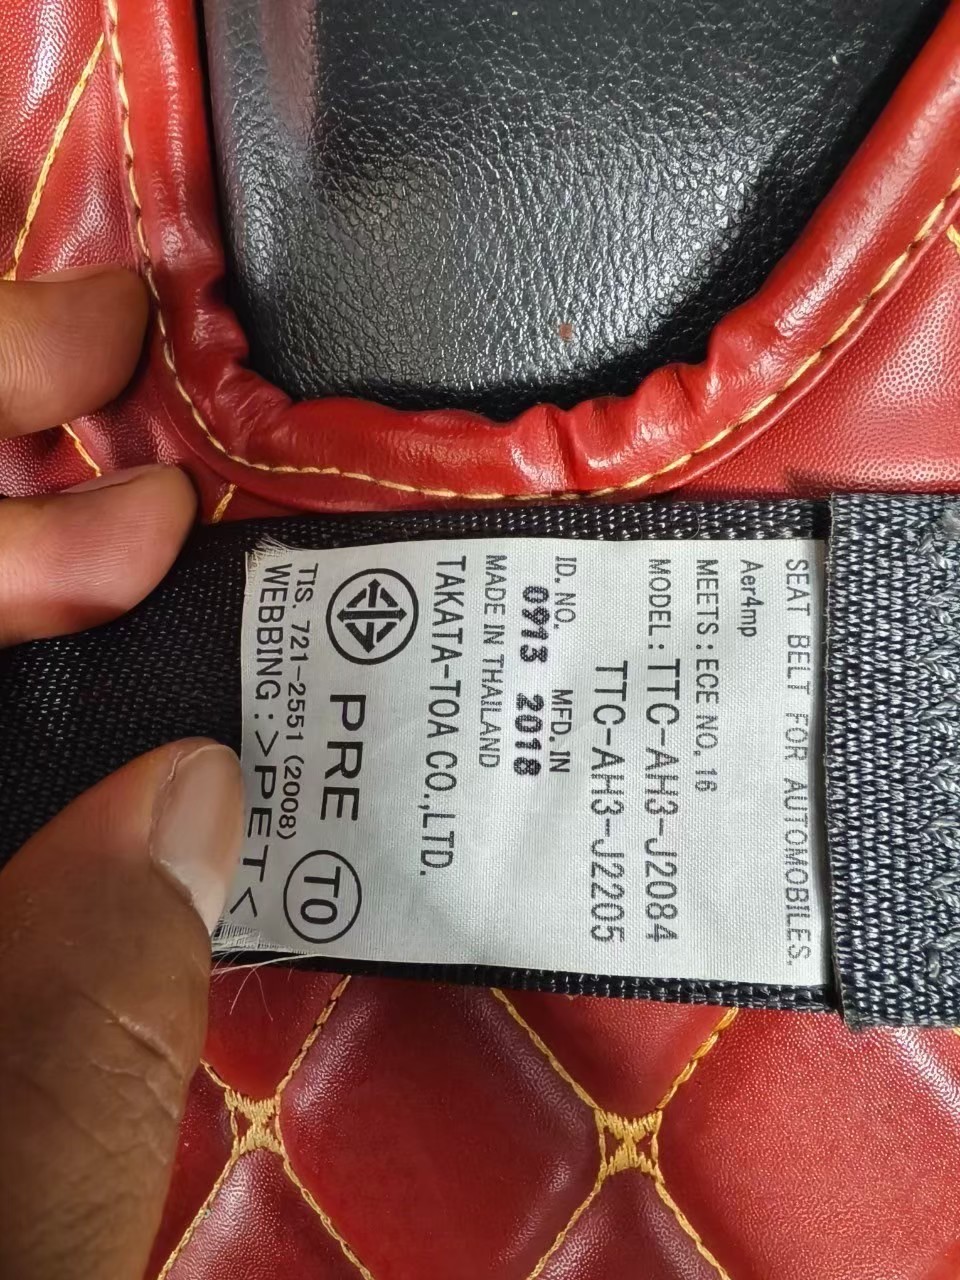 SEAT BELT FOR AUTOMOBILES.
Aer4mp
MEETS : ECE NO. 16
MODEL : TTC-AH3-J2084
TTC-AH3-J2205
ID. NO. MFD. IN
0913 2018
MADE IN THAILAND
TAKATA-TOA CO.,LTD.
PRE TO
TIS. 721-2551 (2008)
WEBBING : >PET<